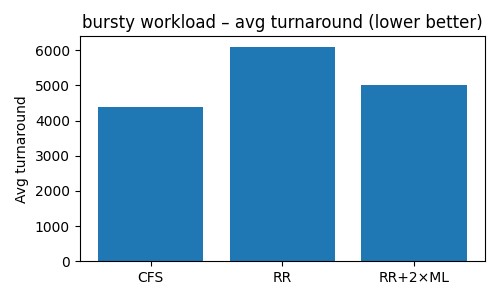 bursty workload – avg turnaround (lower better)
Avg turnaround
6000
5000
4000
3000
2000
1000
0
CFS
RR
RR+2×ML